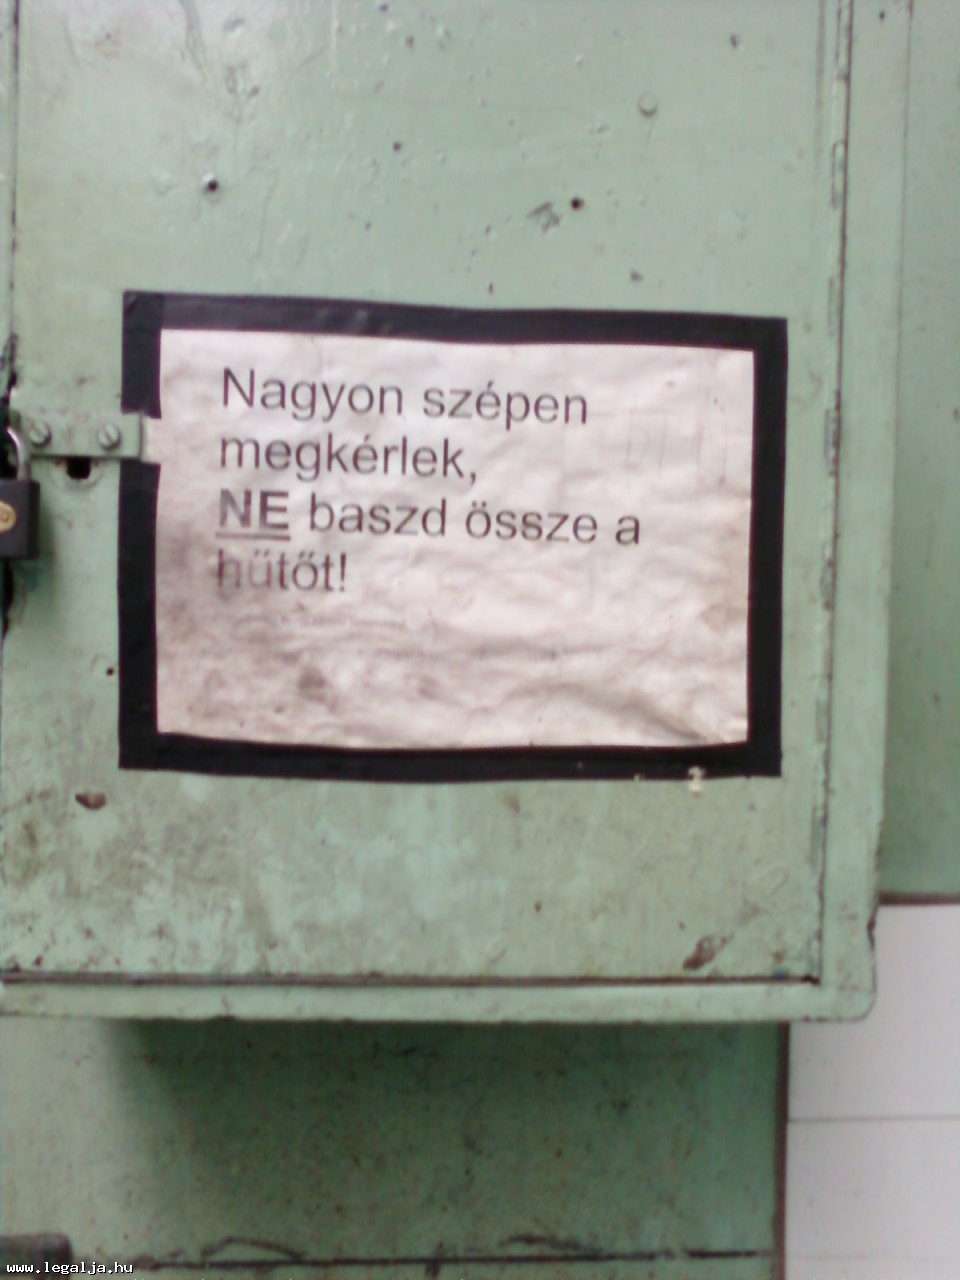 Nagyon szépen
megkérlek,
NE baszd össze a
hűtőt!
www.legalja.hu